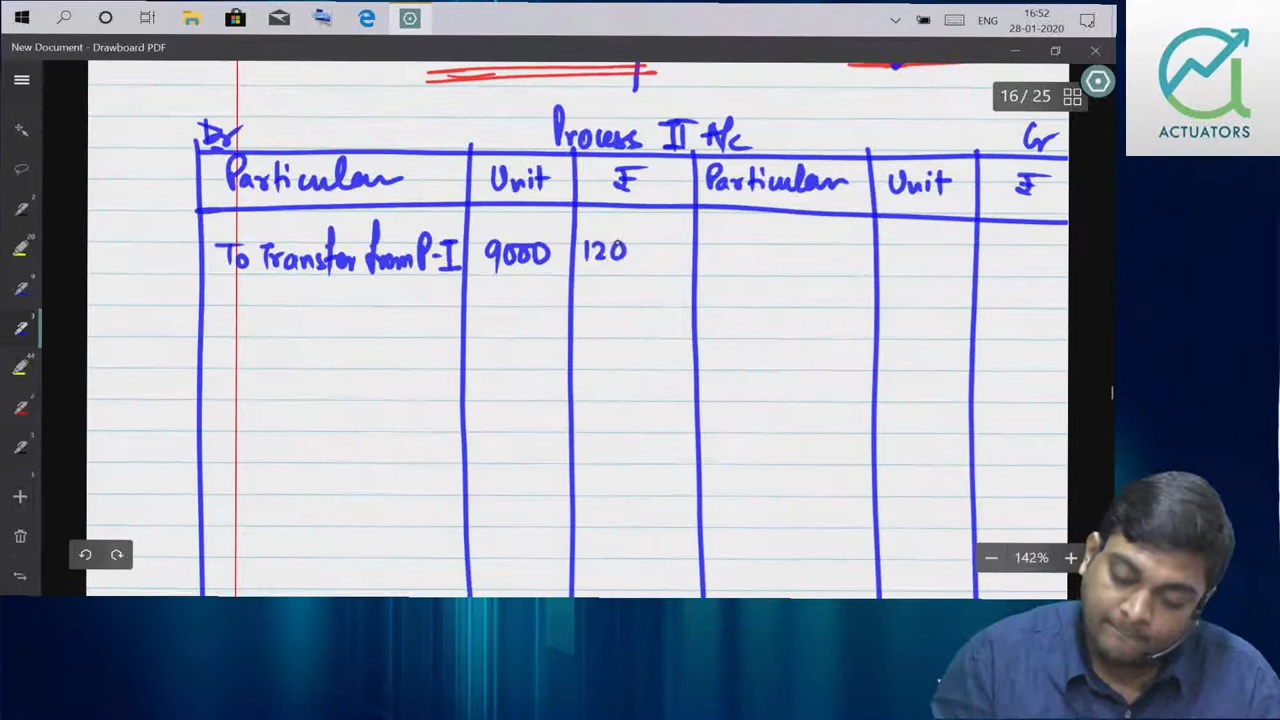 16:52
ENG
28-01-2020
New Document - Drawboard PDF
16 / 25
ACTUATORS
Dr Process II A/c Cr
Particular Unit ₹ Particular Unit ₹
To Transfer from P-I 9000 120
142%